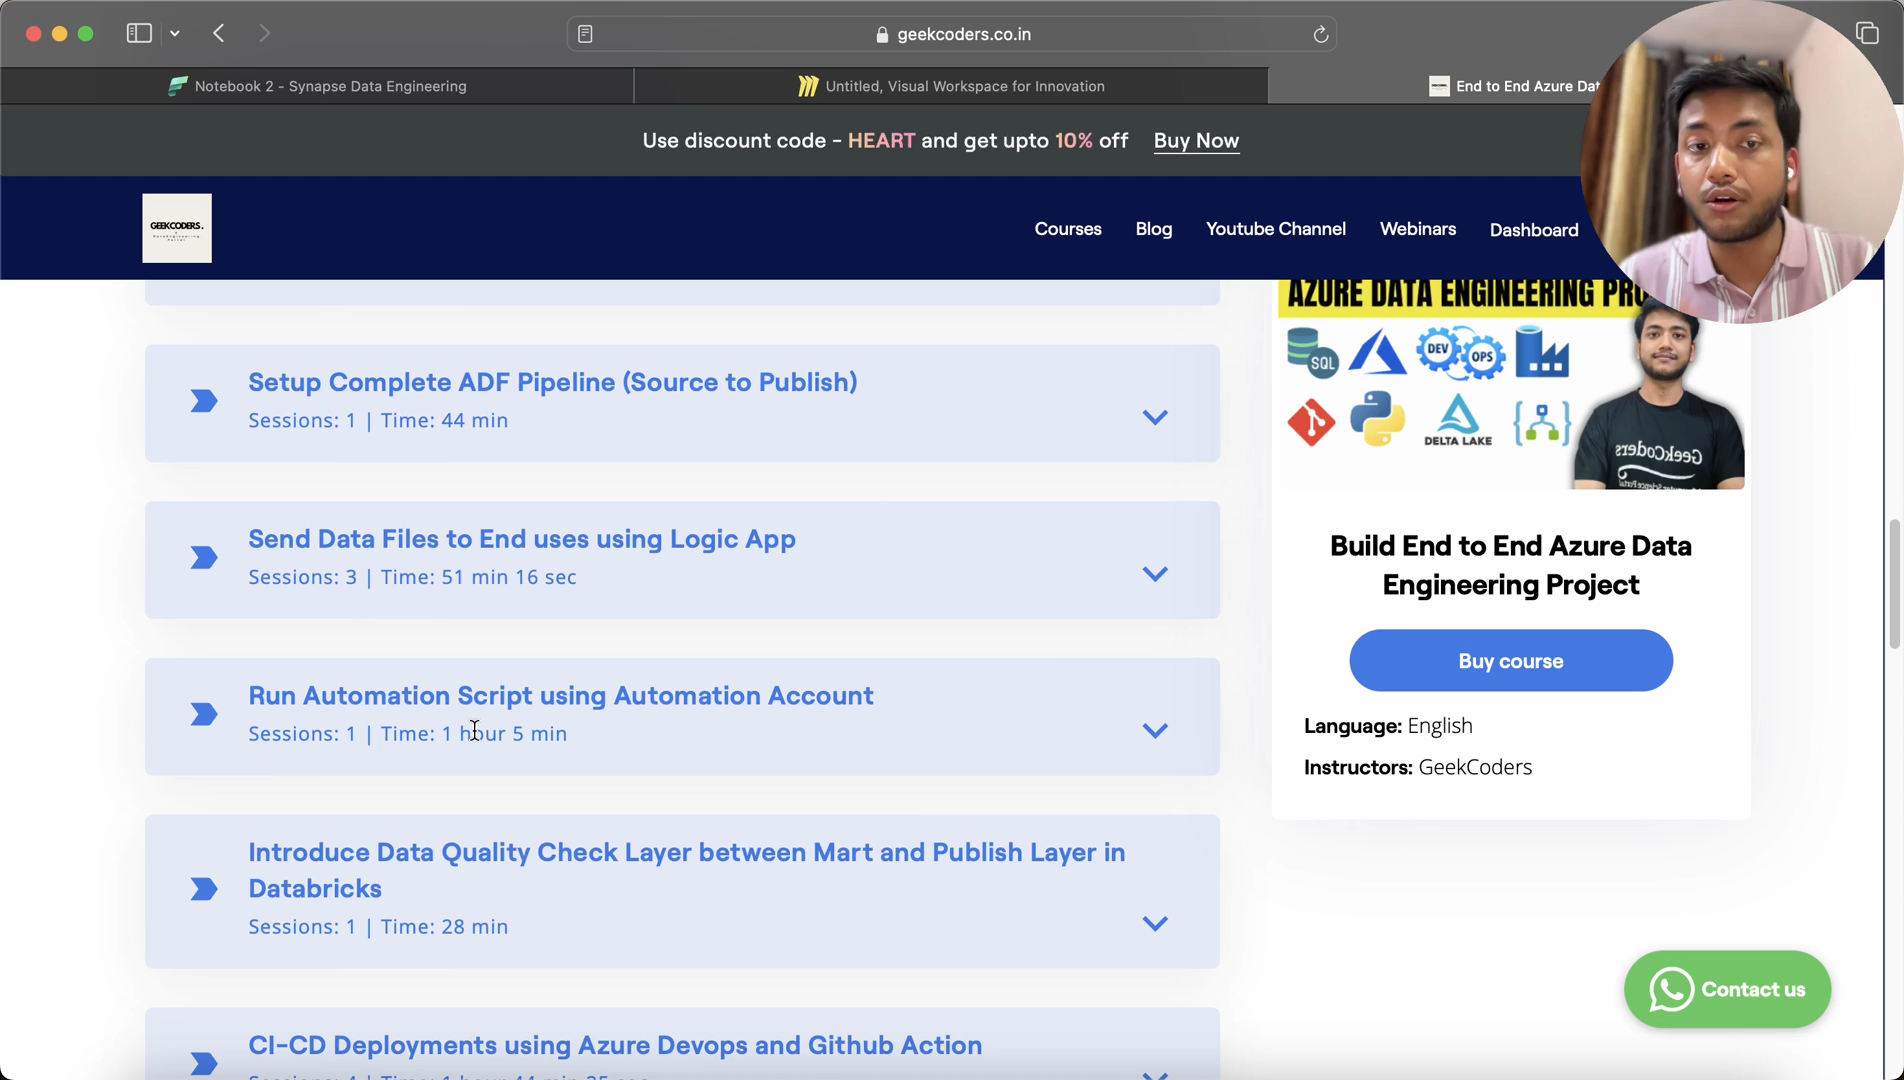 geekcoders.co.in
Notebook 2 - Synapse Data Engineering
Untitled, Visual Workspace for Innovation
End to End Azure Dat
Use discount code - HEART and get upto 10% off Buy Now
GEEKCODERS.
Courses
Blog
Youtube Channel
Webinars
Dashboard
Setup Complete ADF Pipeline (Source to Publish)
Sessions: 1 | Time: 44 min
Send Data Files to End uses using Logic App
Sessions: 3 | Time: 51 min 16 sec
Run Automation Script using Automation Account
Sessions: 1 | Time: 1 hour 5 min
Introduce Data Quality Check Layer between Mart and Publish Layer in
Databricks
Sessions: 1 | Time: 28 min
CI-CD Deployments using Azure Devops and Github Action
AZURE DATA ENGINEERING
SQL
DEV
OPS
DELTA LAKE
GeekCoders
Build End to End Azure Data
Engineering Project
Buy course
Language: English
Instructors: GeekCoders
Contact us